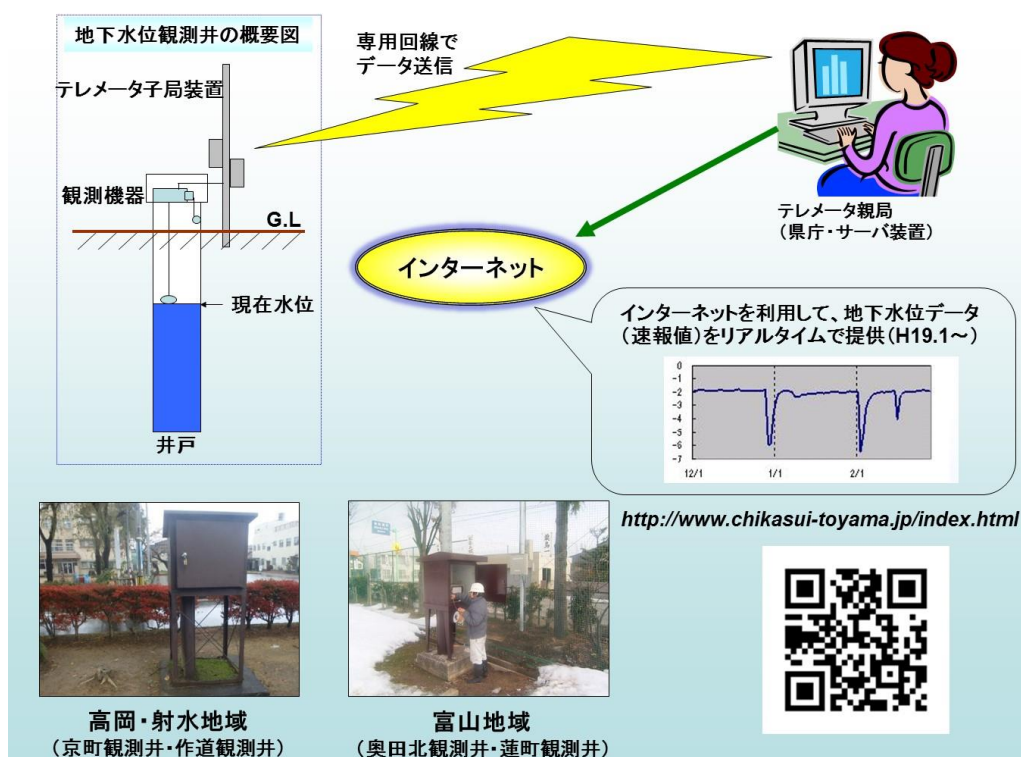 地下水位観測井の概要図
テレメータ子局装置
観測機器
G.L
現在水位
井戸
専用回線で
データ送信
テレメータ親局
（県庁・サーバ装置）
インターネット
インターネットを利用して、地下水位データ
（速報値）をリアルタイムで提供（H19.1～）
0
-1
-2
-3
-4
-5
-6
-7
12/1 1/1 2/1
http://www.chikasui-toyama.jp/index.html
高岡・射水地域
（京町観測井・作道観測井）
富山地域
（奥田北観測井・蓮町観測井）